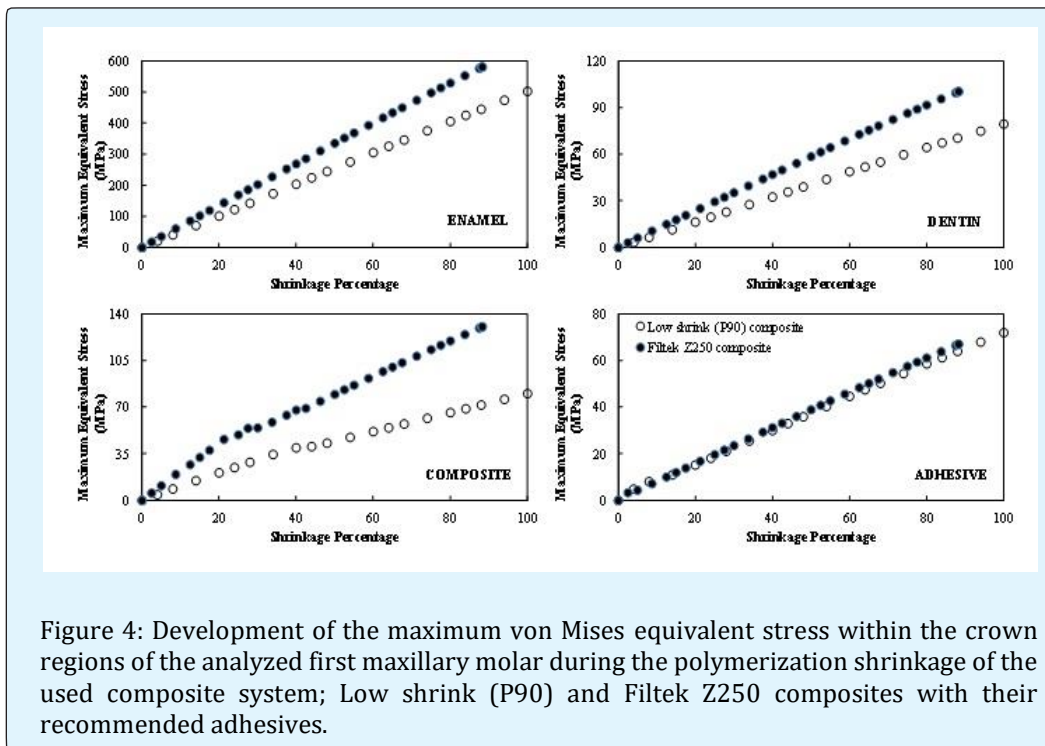 600
500
400
300
200
100
0
Maximum Equivalent Stress
(MPa)
ENAMEL
0 20 40 60 80 100
Shrinkage Percentage
120
90
60
30
0
Maximum Equivalent Stress
(MPa)
DENTIN
0 20 40 60 80 100
Shrinkage Percentage
140
105
70
35
0
Maximum Equivalent Stress
(MPa)
COMPOSITE
0 20 40 60 80 100
Shrinkage Percentage
80
60
40
20
0
Maximum Equivalent Stress
(MPa)
Low shrink (P90) composite
Filtek Z250 composite
ADHESIVE
0 20 40 60 80 100
Shrinkage Percentage
Figure 4: Development of the maximum von Mises equivalent stress within the crown
regions of the analyzed first maxillary molar during the polymerization shrinkage of the
used composite system; Low shrink (P90) and Filtek Z250 composites with their
recommended adhesives.